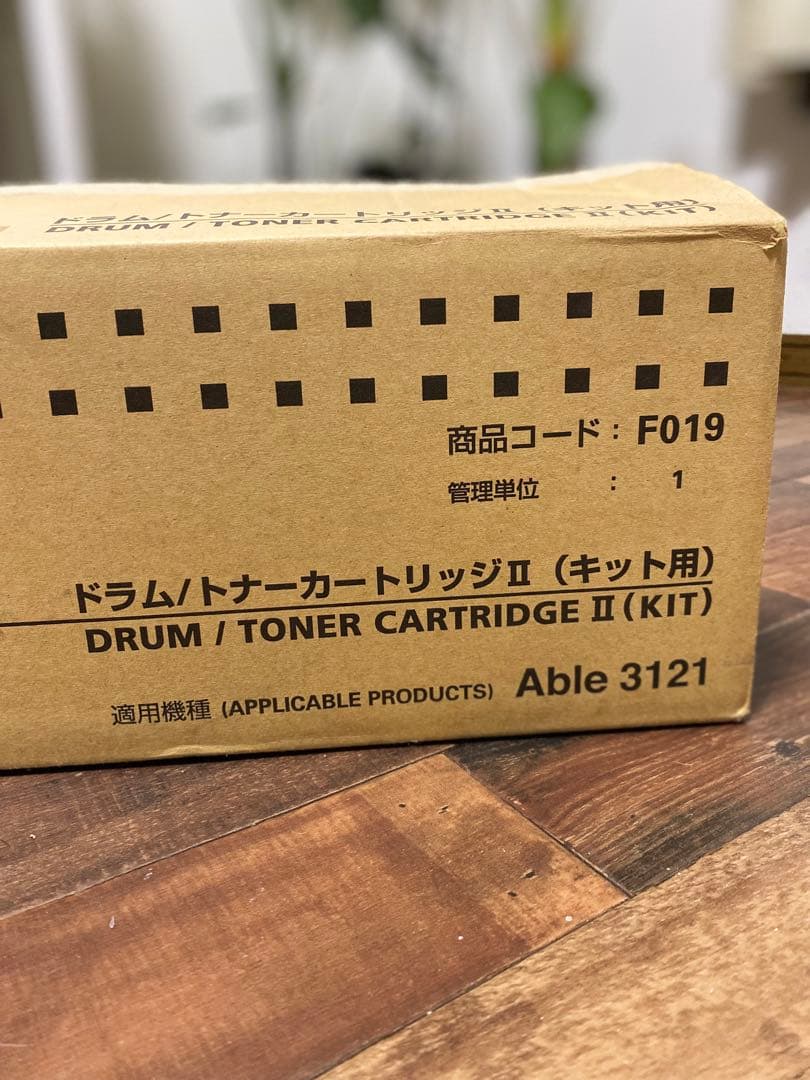 ドラム/トナーカートリッジⅡ（キット用）
DRUM / TONER CARTRIDGE Ⅱ (KIT)
商品コード：F019
管理単位 ： 1
ドラム/トナーカートリッジⅡ（キット用）
DRUM / TONER CARTRIDGE Ⅱ (KIT)
適用機種 (APPLICABLE PRODUCTS) Able 3121